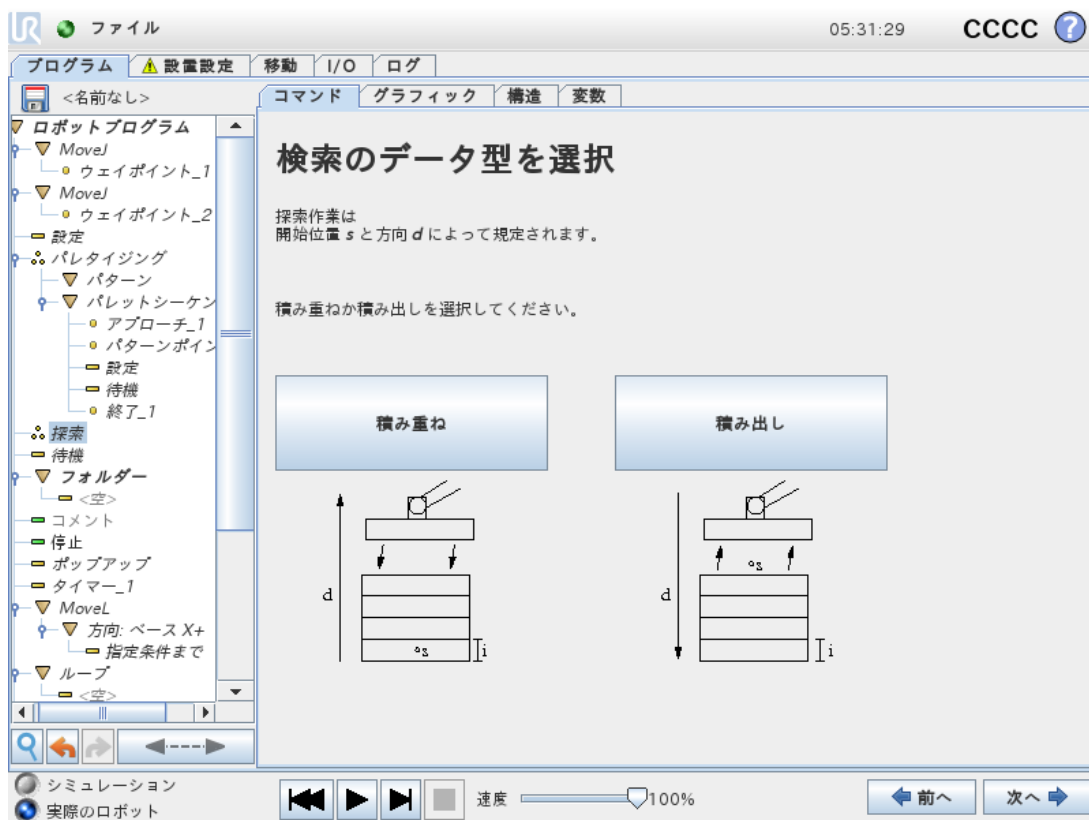 UR ファイル 05:31:29 CCCC ?
プログラム 設置設定 移動 I/O ログ
<名前なし>
コマンド グラフィック 構造 変数
ロボットプログラム
MoveJ
ウェイポイント_1
MoveJ
ウェイポイント_2
設定
パレタイジング
パターン
パレットシーケン
アプローチ_1
パターンポイン
設定
待機
終了_1
探索
待機
フォルダー
<空>
コメント
停止
ポップアップ
タイマー_1
MoveL
方向: ベース X+
指定条件まで
ループ
<空>
検索のデータ型を選択
探索作業は
開始位置 s と方向 d によって規定されます。
積み重ねか積み出しを選択してください。
積み重ね 積み出し
d s i
d s i
シミュレーション
実際のロボット
速度 100%
前へ 次へ